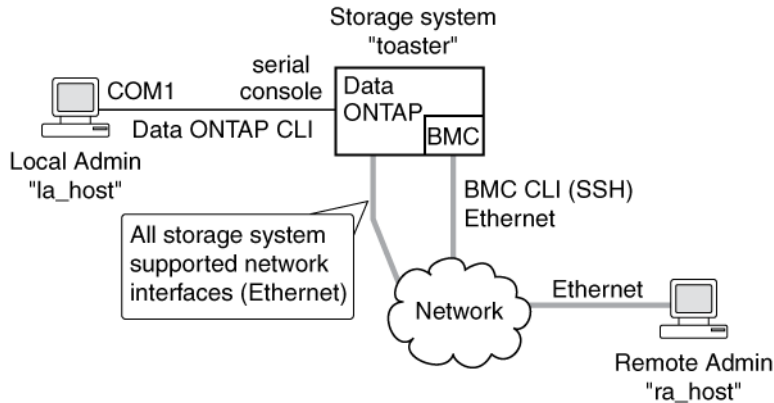 Storage system
"toaster"
COM1
serial
console
Data
ONTAP
BMC
Data ONTAP CLI
Local Admin
"la_host"
BMC CLI (SSH)
Ethernet
All storage system
supported network
interfaces (Ethernet)
Network
Ethernet
Remote Admin
"ra_host"